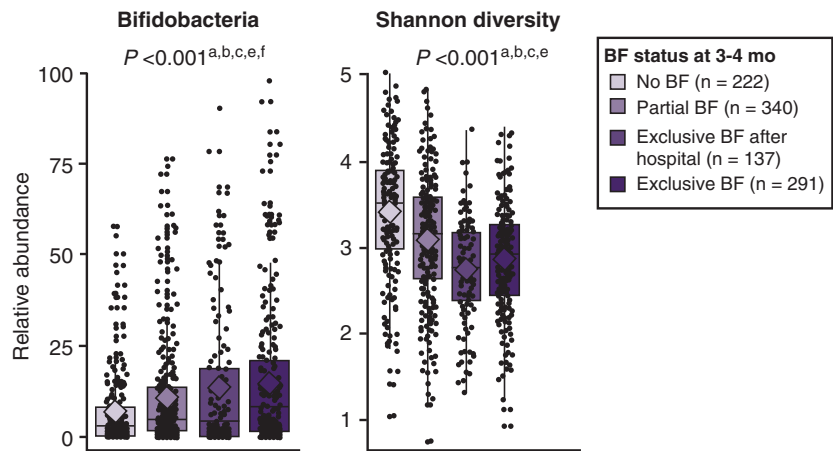 Bifidobacteria
P <0.001a,b,c,e,f
Relative abundance
100
75
50
25
0
Shannon diversity
P <0.001a,b,c,e
5
4
3
2
1
BF status at 3-4 mo
No BF (n = 222)
Partial BF (n = 340)
Exclusive BF after
hospital (n = 137)
Exclusive BF (n = 291)